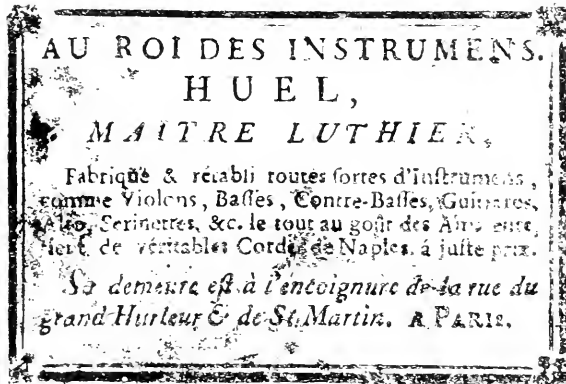 AU ROI DES INSTRUMENS.
HUEL,
MAITRE LUTHIER,
Fabrique & rétabli toutes sortes d'Instrumens,
comme Violons, Basses, Contre-Basses, Guitarres,
Alto, Serinettes, &c. le tout au goût des
de véritables Cordes de Naples, à juste prix.
Sa demeure est à l'encoignure de la rue du
grand Hurleur & de St. Martin. A PARIS.